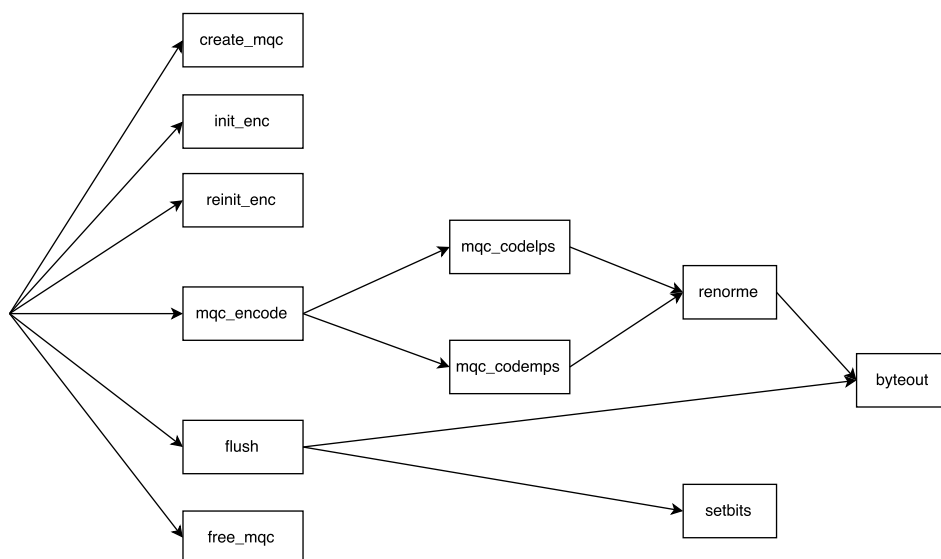 create_mqc
init_enc
reinit_enc
mqc_codelps
renorme
mqc_encode
mqc_codemps
byteout
flush
setbits
free_mqc